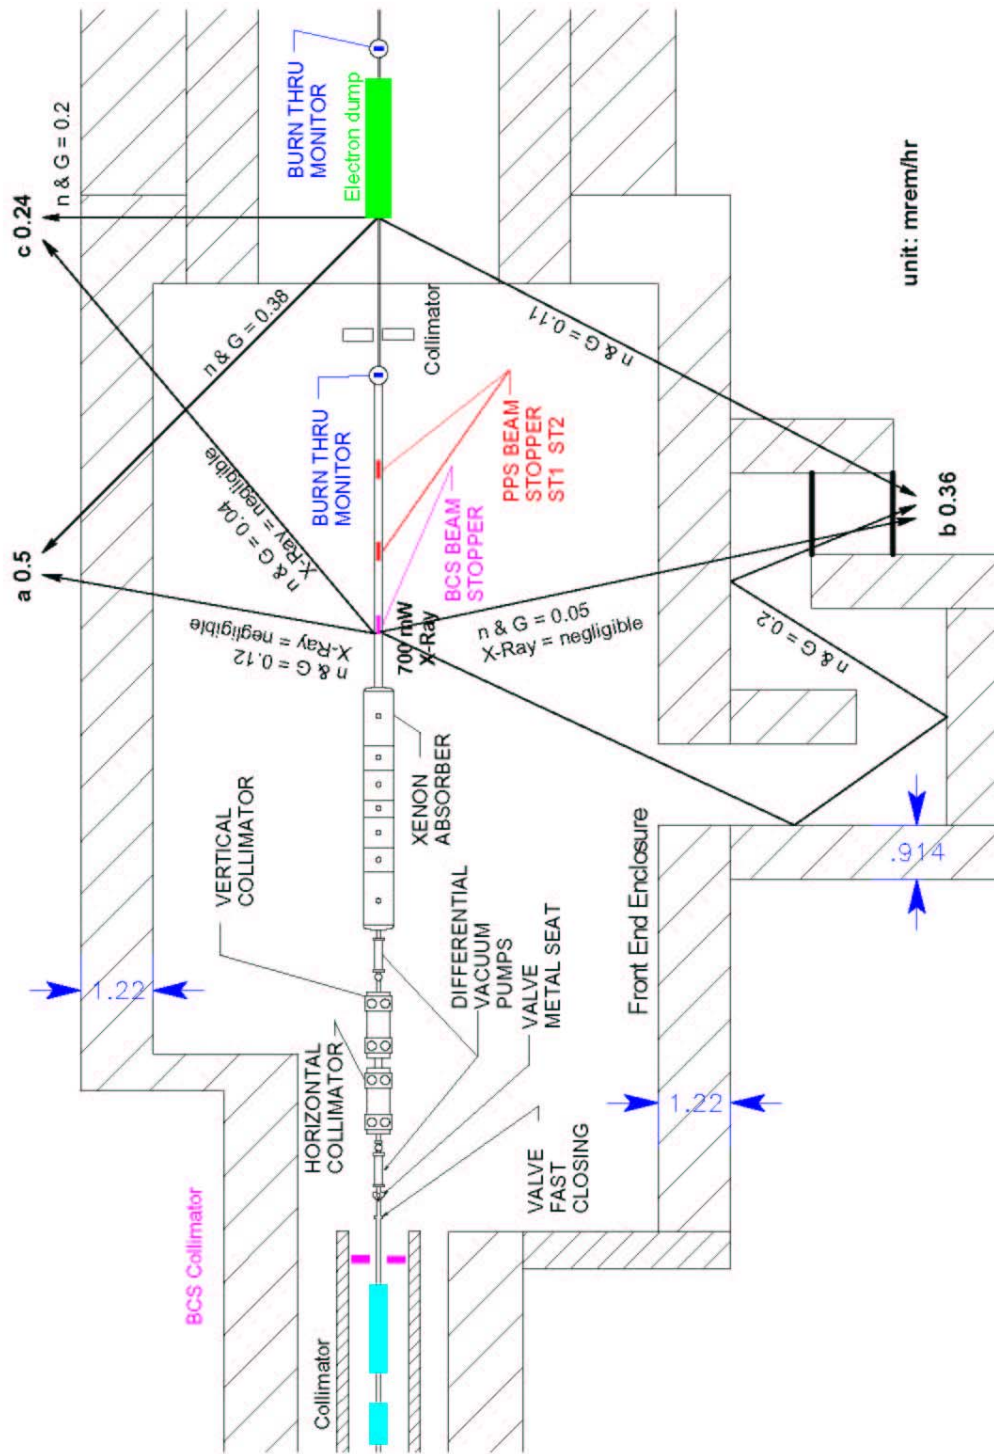 c 0.24
n & G = 0.2
a 0.5
n & G = 0.38
n & G = 0.04
X-Ray = negligible
n & G = 0.12
X-Ray = negligible
BURN THRU
MONITOR
Electron dump
Collimator
BURN THRU
MONITOR
PPS BEAM
STOPPER
ST1 ST2
BCS BEAM
STOPPER
700 mW
X-Ray
n & G = 0.11
n & G = 0.05
X-Ray = negligible
n & G = 0.2
b 0.36
unit: mrem/hr
XENON
ABSORBER
VERTICAL
COLLIMATOR
HORIZONTAL
COLLIMATOR
DIFFERENTIAL
VACUUM
PUMPS
VALVE
METAL SEAT
VALVE
FAST
CLOSING
Front End Enclosure
1.22
1.22
.914
BCS Collimator
Collimator